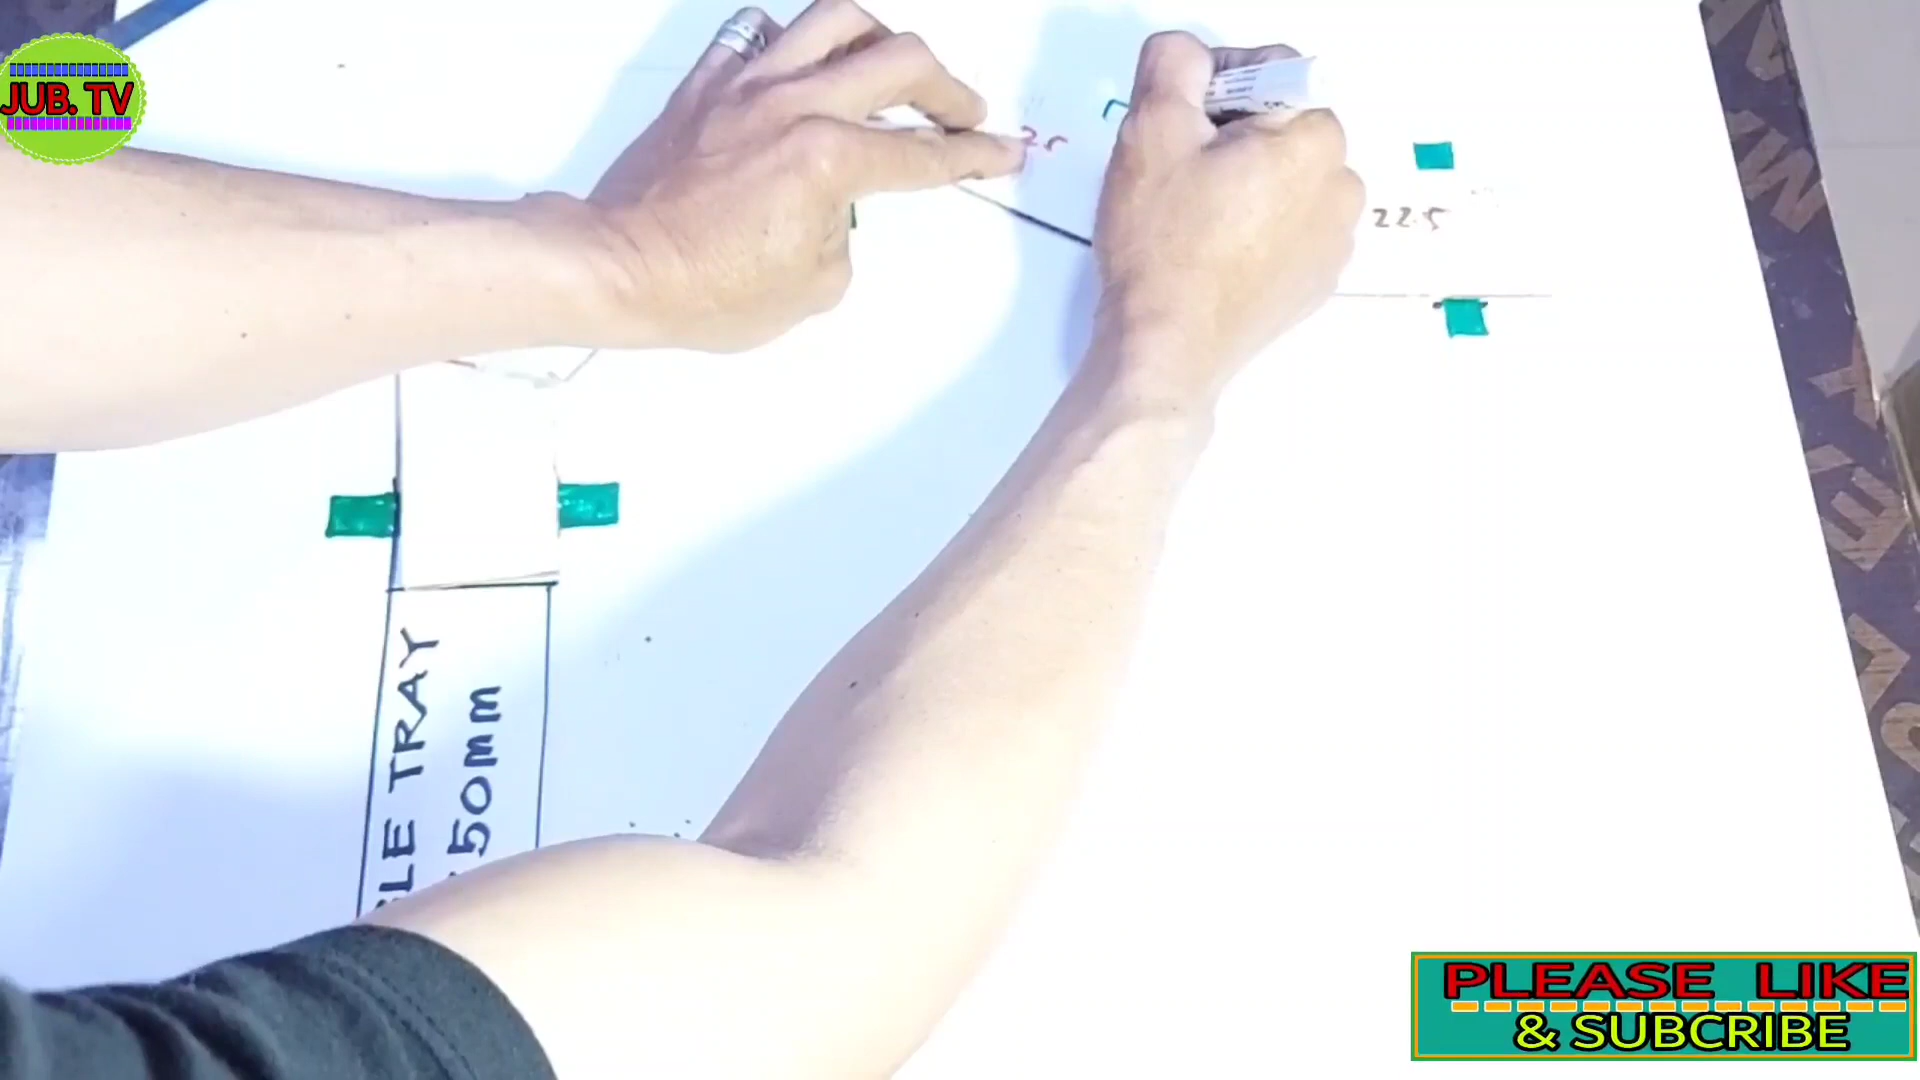 JUB. TV
22.5
LE TRAY
50mm
PLEASE LIKE
& SUBCRIBE